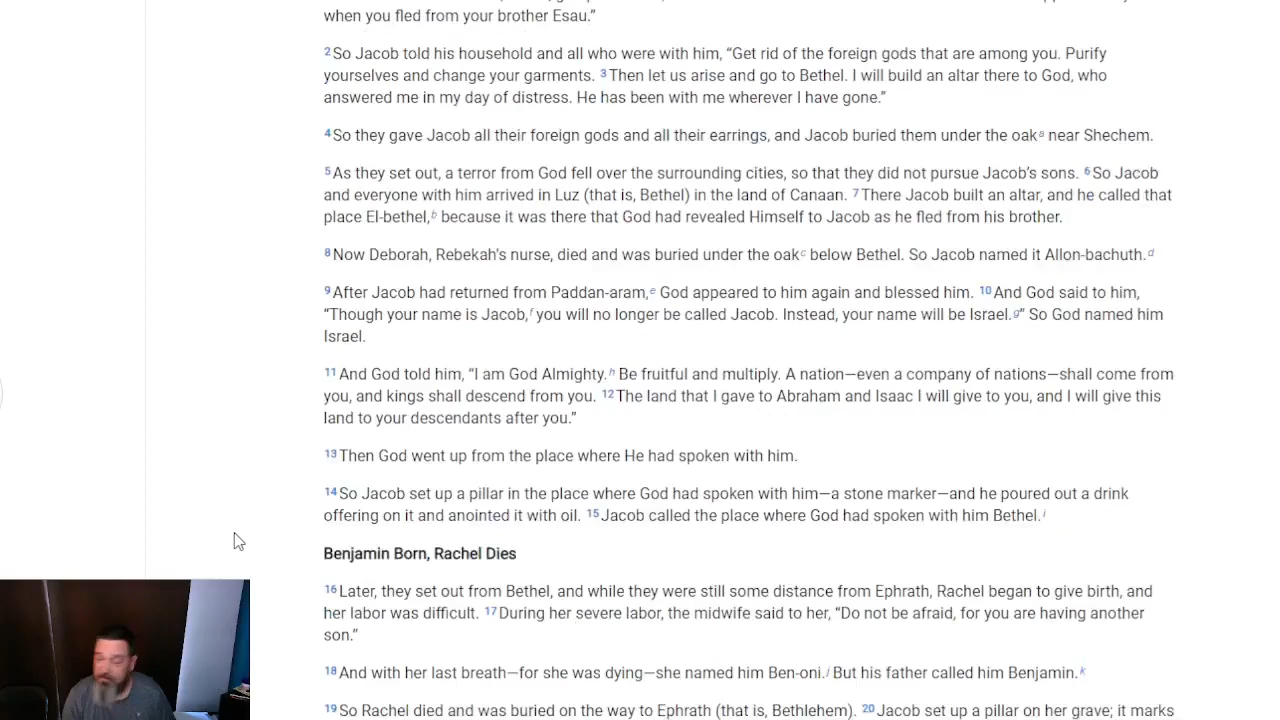 when you fled from your brother Esau.”
2 So Jacob told his household and all who were with him, “Get rid of the foreign gods that are among you. Purify
yourselves and change your garments. 3 Then let us arise and go to Bethel. I will build an altar there to God, who
answered me in my day of distress. He has been with me wherever I have gone.”
4 So they gave Jacob all their foreign gods and all their earrings, and Jacob buried them under the oak a near Shechem.
5 As they set out, a terror from God fell over the surrounding cities, so that they did not pursue Jacob’s sons. 6 So Jacob
and everyone with him arrived in Luz (that is, Bethel) in the land of Canaan. 7 There Jacob built an altar, and he called that
place El-bethel, b because it was there that God had revealed Himself to Jacob as he fled from his brother.
8 Now Deborah, Rebekah’s nurse, died and was buried under the oak c below Bethel. So Jacob named it Allon-bachuth. d
9 After Jacob had returned from Paddan-aram, e God appeared to him again and blessed him. 10 And God said to him,
“Though your name is Jacob, f you will no longer be called Jacob. Instead, your name will be Israel. g” So God named him
Israel.
11 And God told him, “I am God Almighty. h Be fruitful and multiply. A nation—even a company of nations—shall come from
you, and kings shall descend from you. 12 The land that I gave to Abraham and Isaac I will give to you, and I will give this
land to your descendants after you.”
13 Then God went up from the place where He had spoken with him.
14 So Jacob set up a pillar in the place where God had spoken with him—a stone marker—and he poured out a drink
offering on it and anointed it with oil. 15 Jacob called the place where God had spoken with him Bethel. i
Benjamin Born, Rachel Dies
16 Later, they set out from Bethel, and while they were still some distance from Ephrath, Rachel began to give birth, and
her labor was difficult. 17 During her severe labor, the midwife said to her, “Do not be afraid, for you are having another
son.”
18 And with her last breath—for she was dying—she named him Ben-oni. j But his father called him Benjamin. k
19 So Rachel died and was buried on the way to Ephrath (that is, Bethlehem). 20 Jacob set up a pillar on her grave; it marks